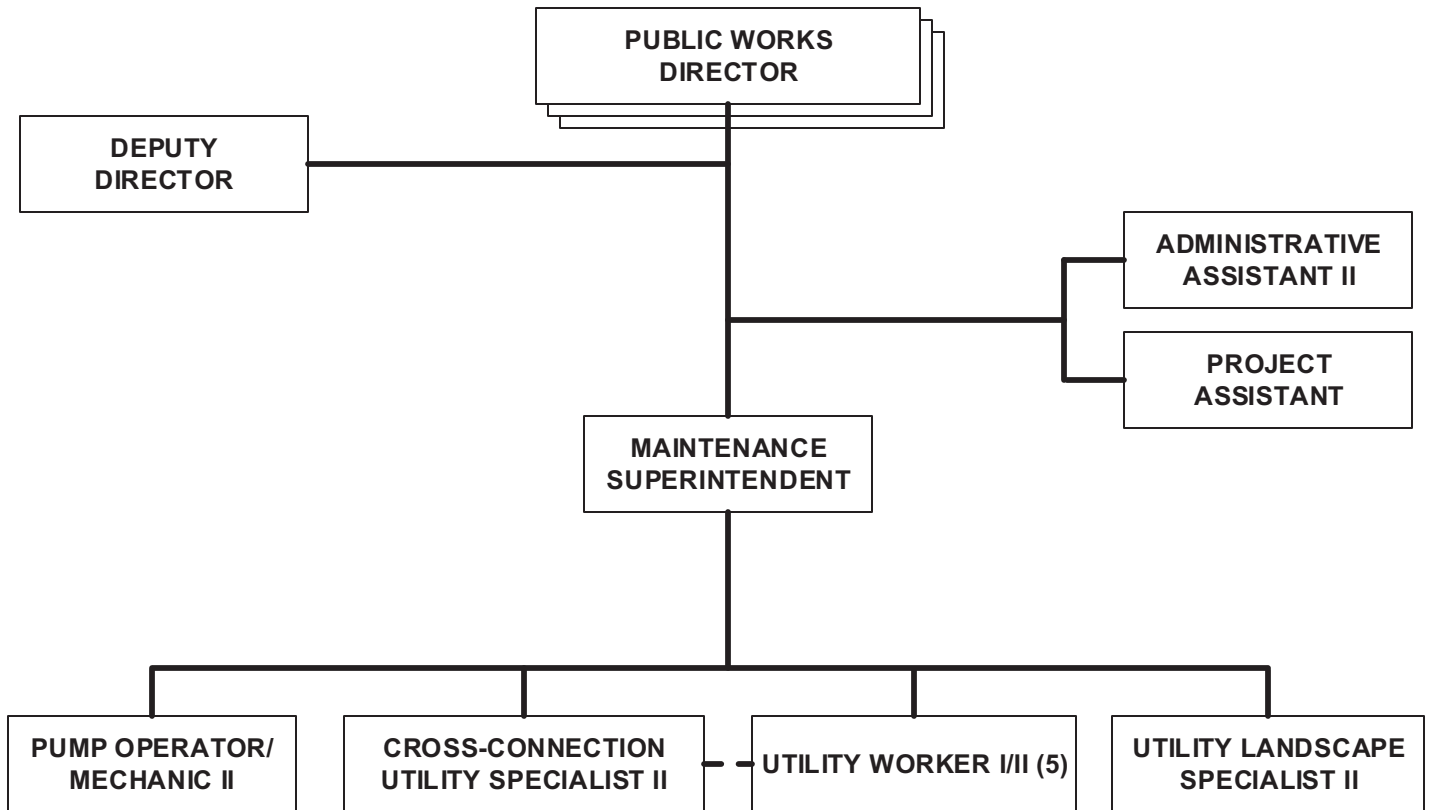 PUBLIC WORKS
DIRECTOR
DEPUTY
DIRECTOR
ADMINISTRATIVE
ASSISTANT II
PROJECT
ASSISTANT
MAINTENANCE
SUPERINTENDENT
PUMP OPERATOR/
MECHANIC II
CROSS-CONNECTION
UTILITY SPECIALIST II
UTILITY WORKER I/II (5)
UTILITY LANDSCAPE
SPECIALIST II